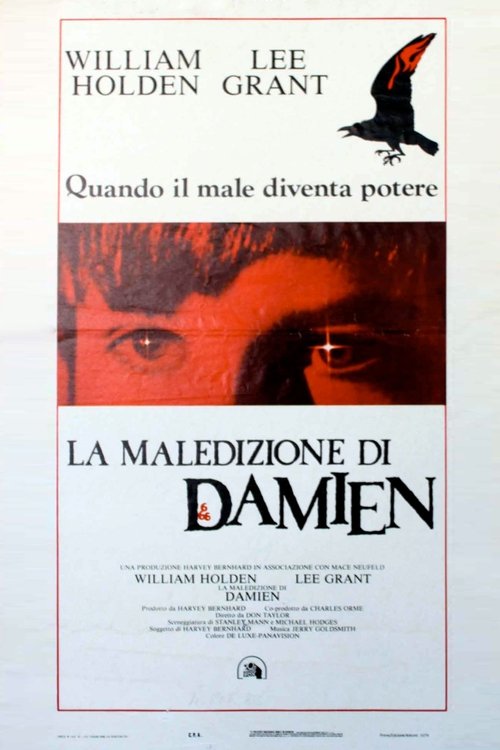 WILLIAM LEE
HOLDEN GRANT
Quando il male diventa potere
LA MALEDIZIONE DI
DAMIEN
666
UNA PRODUZIONE HARVEY BERNHARD IN ASSOCIAZIONE CON MACE NEUFELD
WILLIAM HOLDEN LEE GRANT
LA MALEDIZIONE DI
DAMIEN
Prodotto da HARVEY BERNHARD Co-prodotto da CHARLES ORME
Diretto da DON TAYLOR
Sceneggiatura di STANLEY MANN e MICHAEL HODGES
Soggetto di HARVEY BERNHARD Musica JERRY GOLDSMITH
Colore DE LUXE-PANAVISION